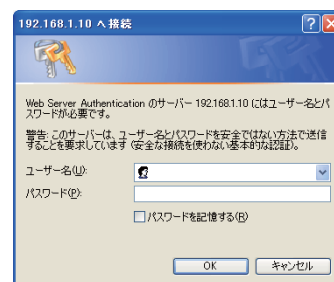 192.168.1.10 へ接続
Web Server Authentication のサーバー 192.168.1.10 にはユーザー名とパ
スワードが必要です。
警告: このサーバーは、ユーザー名とパスワードを安全ではない方法で送信
することを要求しています (安全な接続を使わない基本的な認証)。
ユーザー名(U):
パスワード(P):
パスワードを記憶する(R)
OK キャンセル